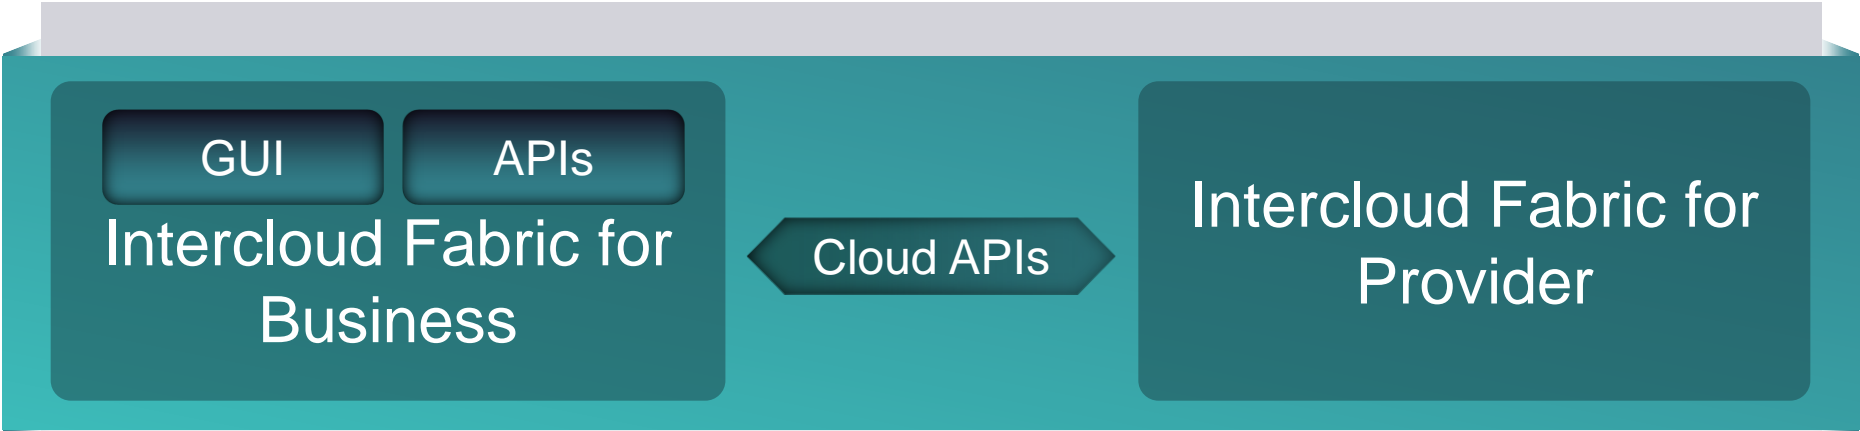 GUI
APIs
Intercloud Fabric for
Business
Cloud APIs
Intercloud Fabric for
Provider